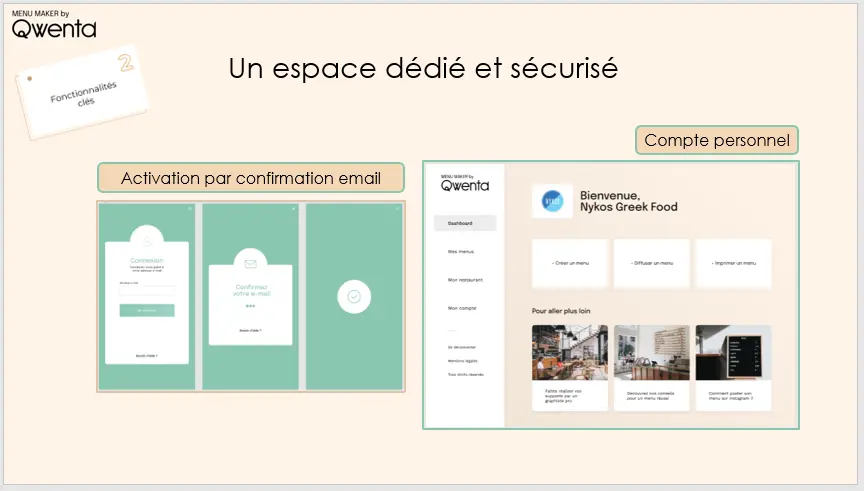 MENU MAKER by
Qwenta
2
Fonctionnalités
clés
Un espace dédié et sécurisé
Activation par confirmation email
Compte personnel
Connexion
Besoin d'aide ?
Confirmez
votre e-mail
Besoin d'aide ?
MENU MAKER by
Qwenta
Dashboard
Mes menus
Mon restaurant
Mon compte
Se déconnecter
Mentions légales
Tous droits réservés
NYKOS
Bienvenue,
Nykos Greek Food
+ Créer un menu
+ Diffuser un menu
+ Imprimer un menu
Pour aller plus loin
Faites réaliser vos
supports par un
graphiste pro
Découvrez nos conseils
pour un menu réussi
Comment poster son
menu sur Instagram ?